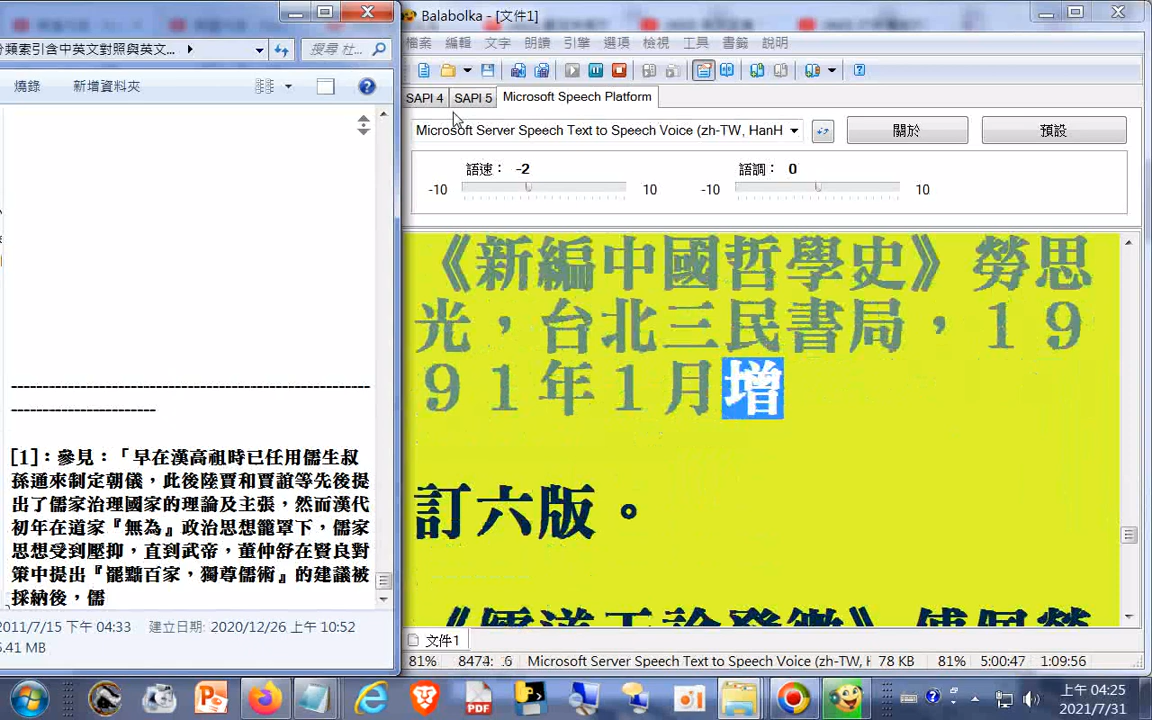 分類索引含中英文對照與英文...
搜尋 杜...
燒錄
新增資料夾
-----------------------------------------------
-----------------------
[1]：參見：「早在漢高祖時已任用儒生叔
孫通來制定朝儀，此後陸賈和賈誼等先後提
出了儒家治理國家的理論及主張，然而漢代
初年在道家『無為』政治思想籠罩下，儒家
思想受到壓抑，直到武帝，董仲舒在賢良對
策中提出『罷黜百家，獨尊儒術』的建議被
採納後，儒
2011/7/15 下午 04:33 建立日期: 2020/12/26 上午 10:52
6.41 MB
Balabolka - [文件1]
檔案 編輯 文字 朗讀 引擎 選項 檢視 工具 書籤 說明
SAPI 4 SAPI 5 Microsoft Speech Platform
Microsoft Server Speech Text to Speech Voice (zh-TW, HanH
關於 預設
語速： -2 語調： 0
-10 10 -10 10
《新編中國哲學史》勞思
光，台北三民書局，１９
９１年１月增
訂六版。
文件1
81% Microsoft Server Speech Text to Speech Voice (zh-TW, H 78 KB 81% 5:00:47 1:09:56
上午 04:25
2021/7/31